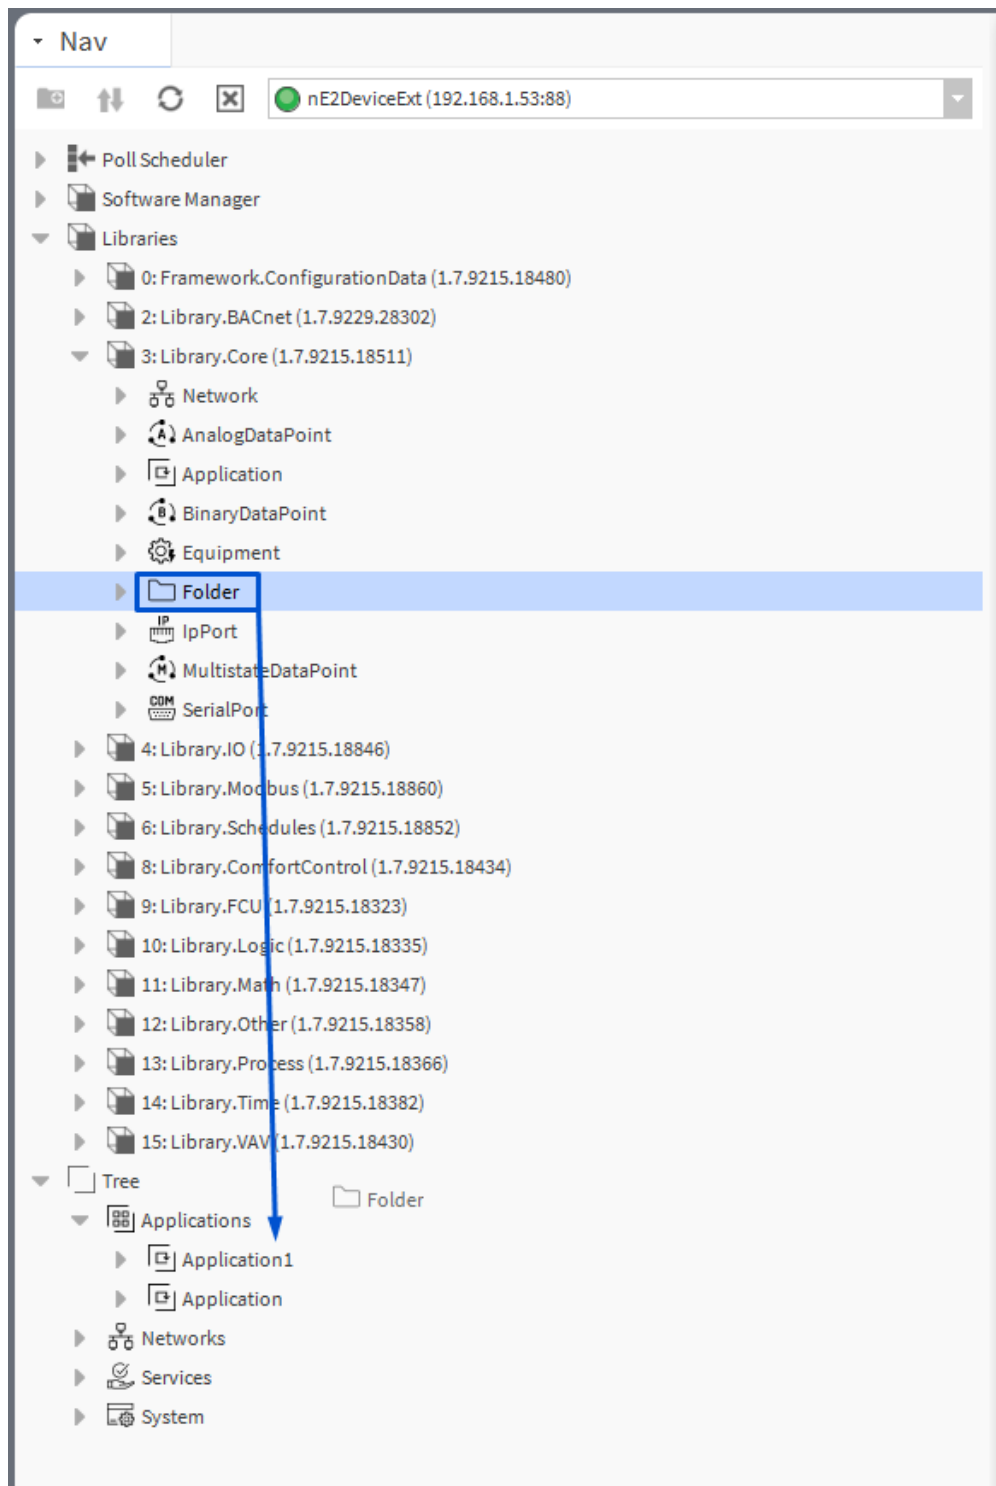 Nav
nE2DeviceExt (192.168.1.53:88)
Poll Scheduler
Software Manager
Libraries
0: Framework.ConfigurationData (1.7.9215.18480)
2: Library.BACnet (1.7.9229.28302)
3: Library.Core (1.7.9215.18511)
Network
AnalogDataPoint
Application
BinaryDataPoint
Equipment
Folder
IpPort
MultistateDataPoint
SerialPort
4: Library.IO (1.7.9215.18846)
5: Library.Modbus (1.7.9215.18860)
6: Library.Schedules (1.7.9215.18852)
8: Library.ComfortControl (1.7.9215.18434)
9: Library.FCU (1.7.9215.18323)
10: Library.Logic (1.7.9215.18335)
11: Library.Math (1.7.9215.18347)
12: Library.Other (1.7.9215.18358)
13: Library.Process (1.7.9215.18366)
14: Library.Time (1.7.9215.18382)
15: Library.VAV (1.7.9215.18430)
Tree
Folder
Applications
Application1
Application
Networks
Services
System